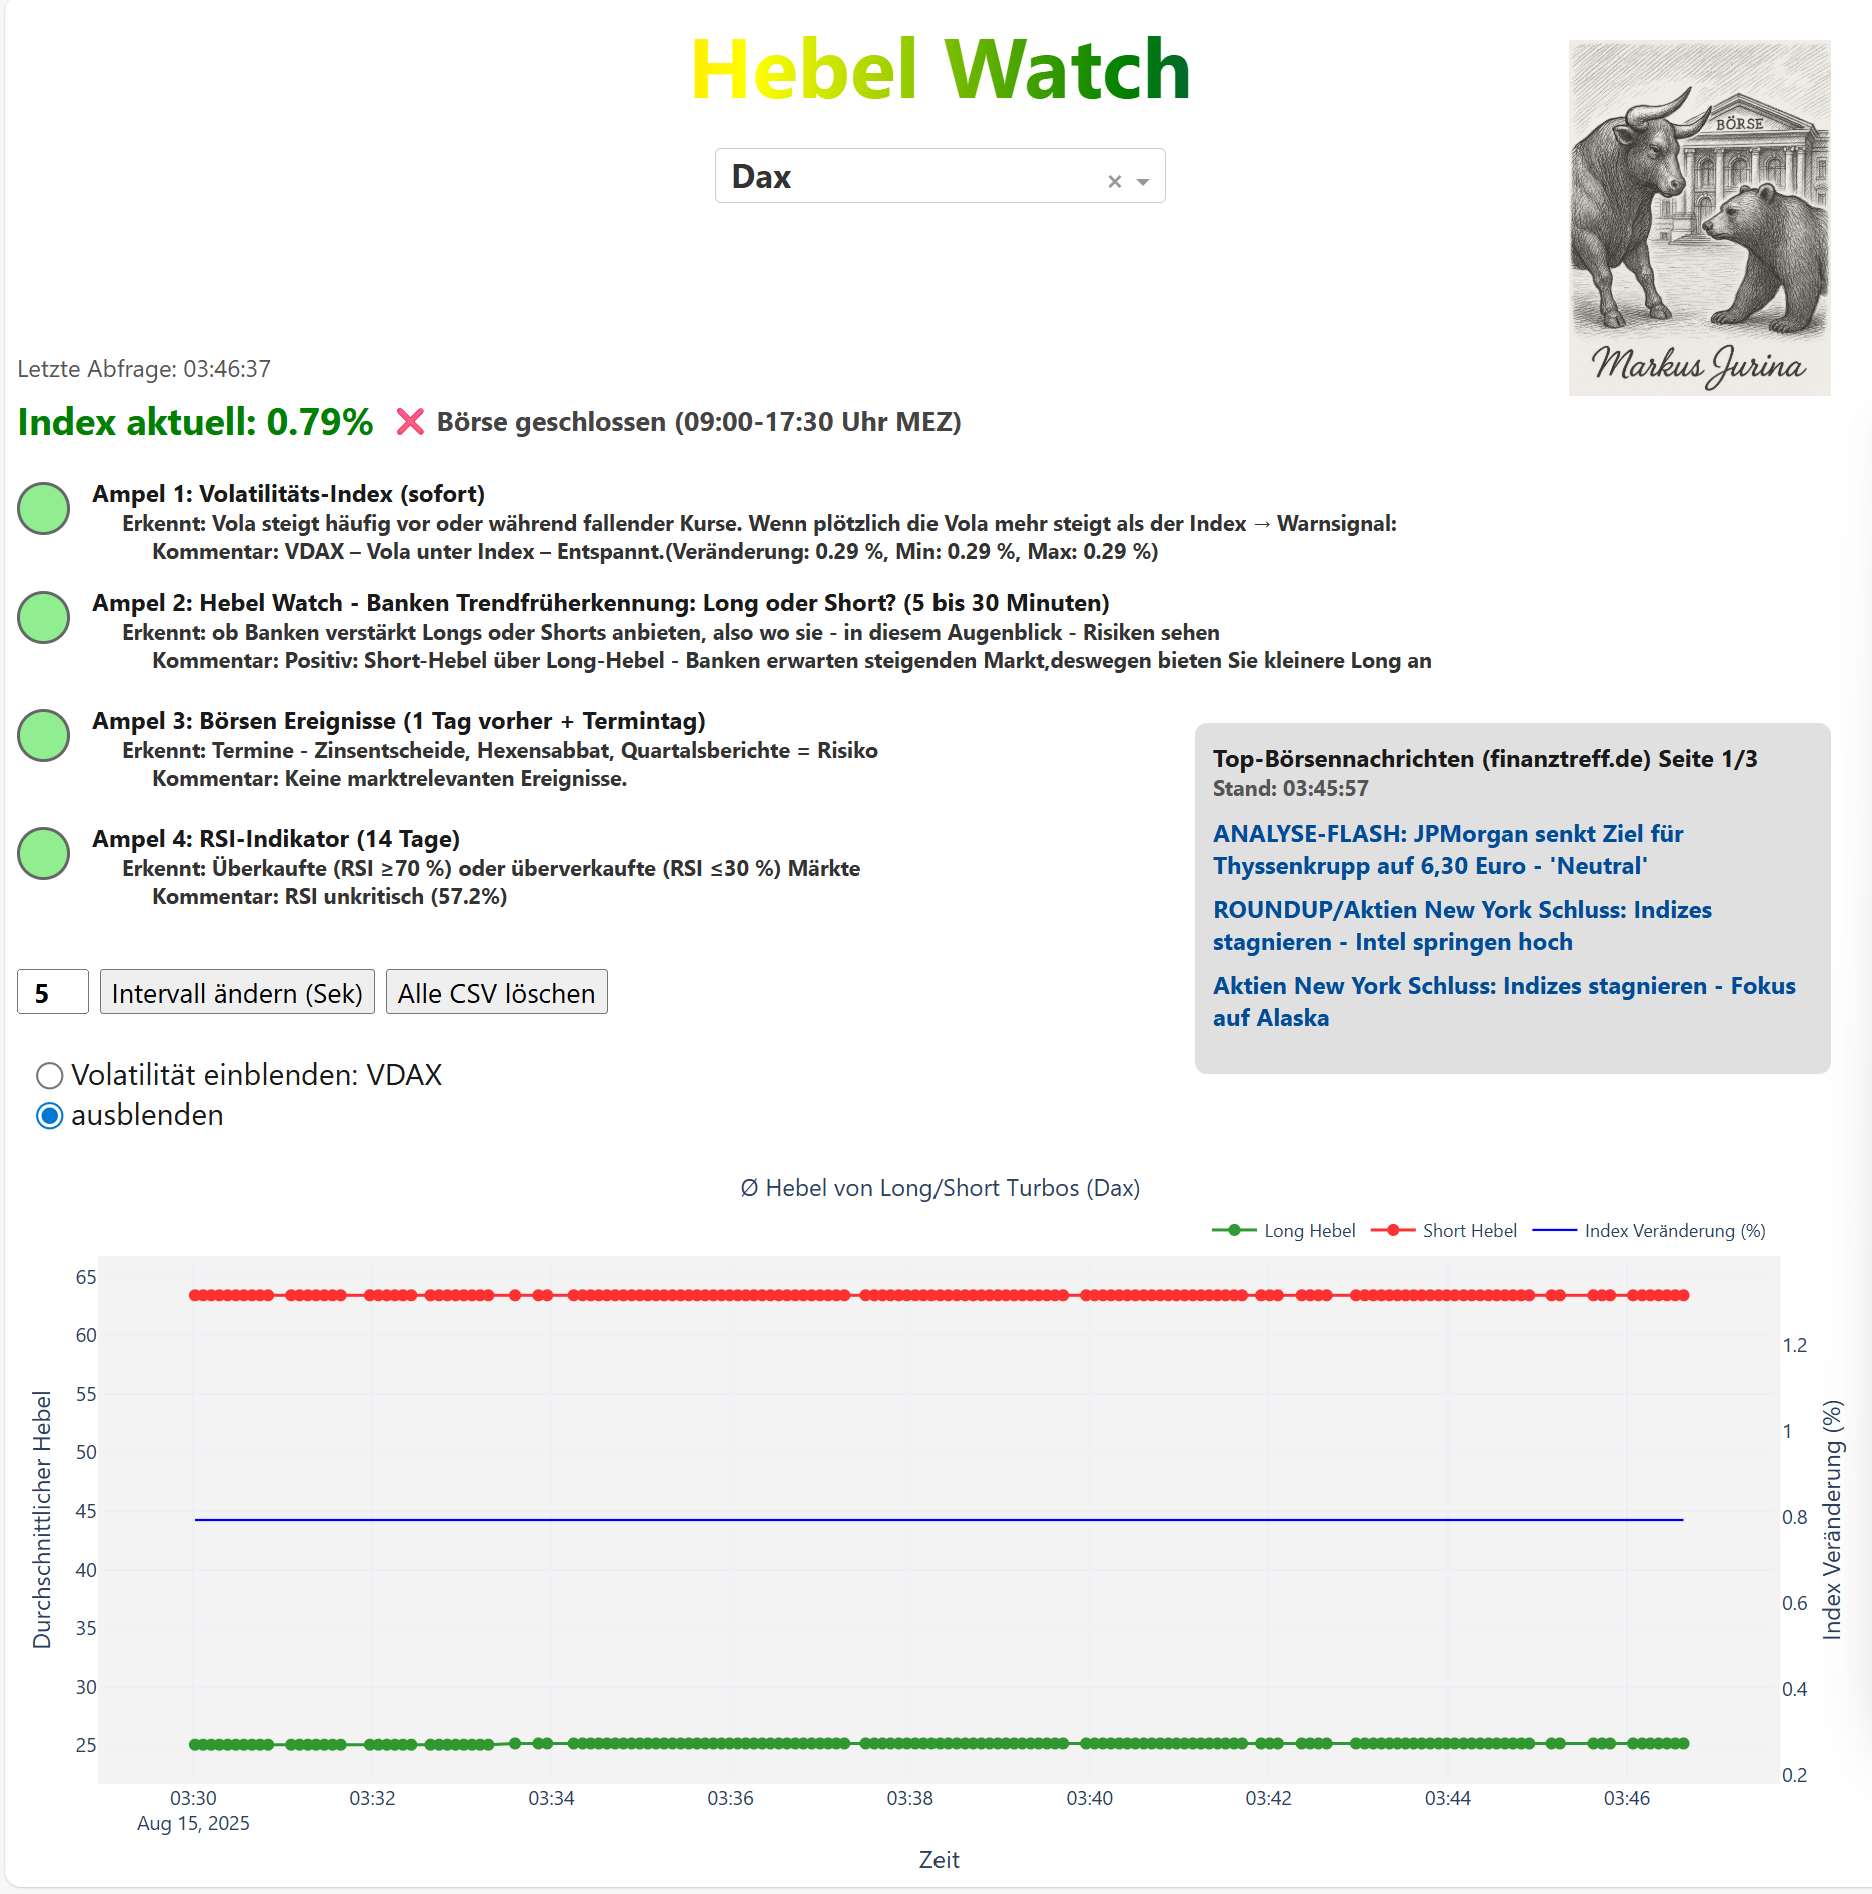 Hebel Watch
BÖRSE
Dax
× 
Markus Jurina
Letzte Abfrage: 03:46:37
Index aktuell: 0.79% ❌ Börse geschlossen (09:00-17:30 Uhr MEZ)
Ampel 1: Volatilitäts-Index (sofort)
Erkennt: Vola steigt häufig vor oder während fallender Kurse. Wenn plötzlich die Vola mehr steigt als der Index → Warnsignal:
Kommentar: VDAX – Vola unter Index – Entspannt.(Veränderung: 0.29 %, Min: 0.29 %, Max: 0.29 %)
Ampel 2: Hebel Watch - Banken Trendfrüherkennung: Long oder Short? (5 bis 30 Minuten)
Erkennt: ob Banken verstärkt Longs oder Shorts anbieten, also wo sie - in diesem Augenblick - Risiken sehen
Kommentar: Positiv: Short-Hebel über Long-Hebel - Banken erwarten steigenden Markt,deswegen bieten Sie kleinere Long an
Ampel 3: Börsen Ereignisse (1 Tag vorher + Termintag)
Erkennt: Termine - Zinsentscheide, Hexensabbat, Quartalsberichte = Risiko
Kommentar: Keine marktrelevanten Ereignisse.
Ampel 4: RSI-Indikator (14 Tage)
Erkennt: Überkaufte (RSI ≥70 %) oder überverkaufte (RSI ≤30 %) Märkte
Kommentar: RSI unkritisch (57.2%)
Top-Börsennachrichten (finanztreff.de) Seite 1/3
Stand: 03:45:57
ANALYSE-FLASH: JPMorgan senkt Ziel für
Thyssenkrupp auf 6,30 Euro - 'Neutral'
ROUNDUP/Aktien New York Schluss: Indizes
stagnieren - Intel springen hoch
Aktien New York Schluss: Indizes stagnieren - Fokus
auf Alaska
5 Intervall ändern (Sek) Alle CSV löschen
Volatilität einblenden: VDAX
ausblenden
Ø Hebel von Long/Short Turbos (Dax)
Long Hebel Short Hebel Index Veränderung (%)
Durchschnittlicher Hebel
65
60
55
50
45
40
35
30
25
1.2
1
0.8
0.6
0.4
0.2
Index Veränderung (%)
03:30 03:32 03:34 03:36 03:38 03:40 03:42 03:44 03:46
Aug 15, 2025
Zeit